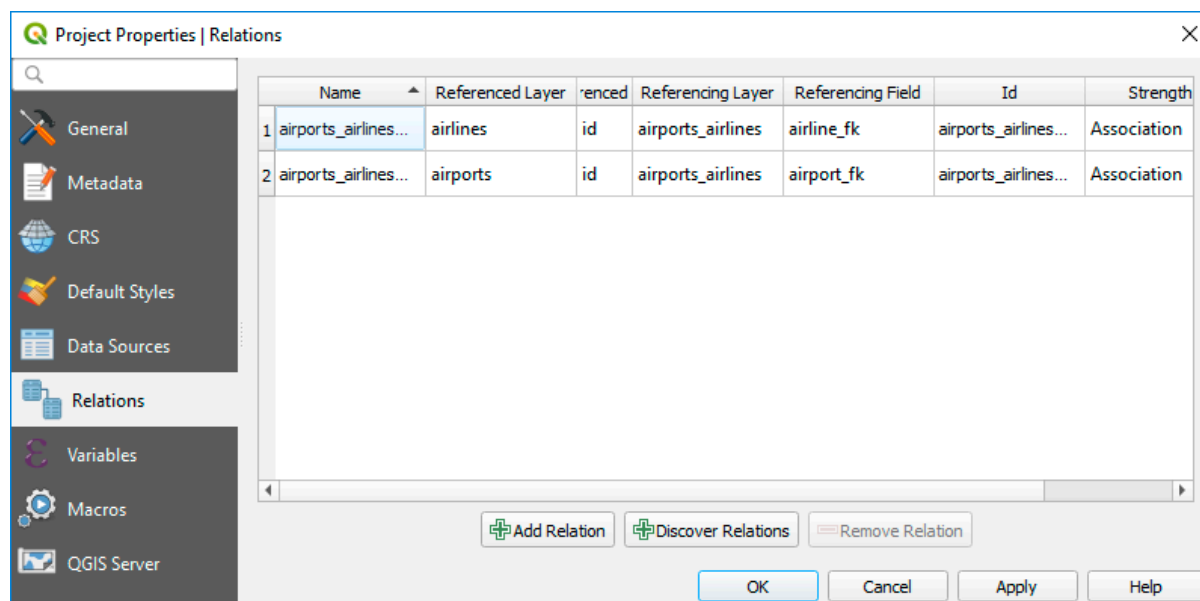 Project Properties | Relations
Name Referenced Layer renced Referencing Layer Referencing Field Id Strength
1 airports_airlines... airlines id airports_airlines airline_fk airports_airlines... Association
2 airports_airlines... airports id airports_airlines airport_fk airports_airlines... Association
General
Metadata
CRS
Default Styles
Data Sources
Relations
Variables
Macros
QGIS Server
Add Relation Discover Relations Remove Relation
OK Cancel Apply Help